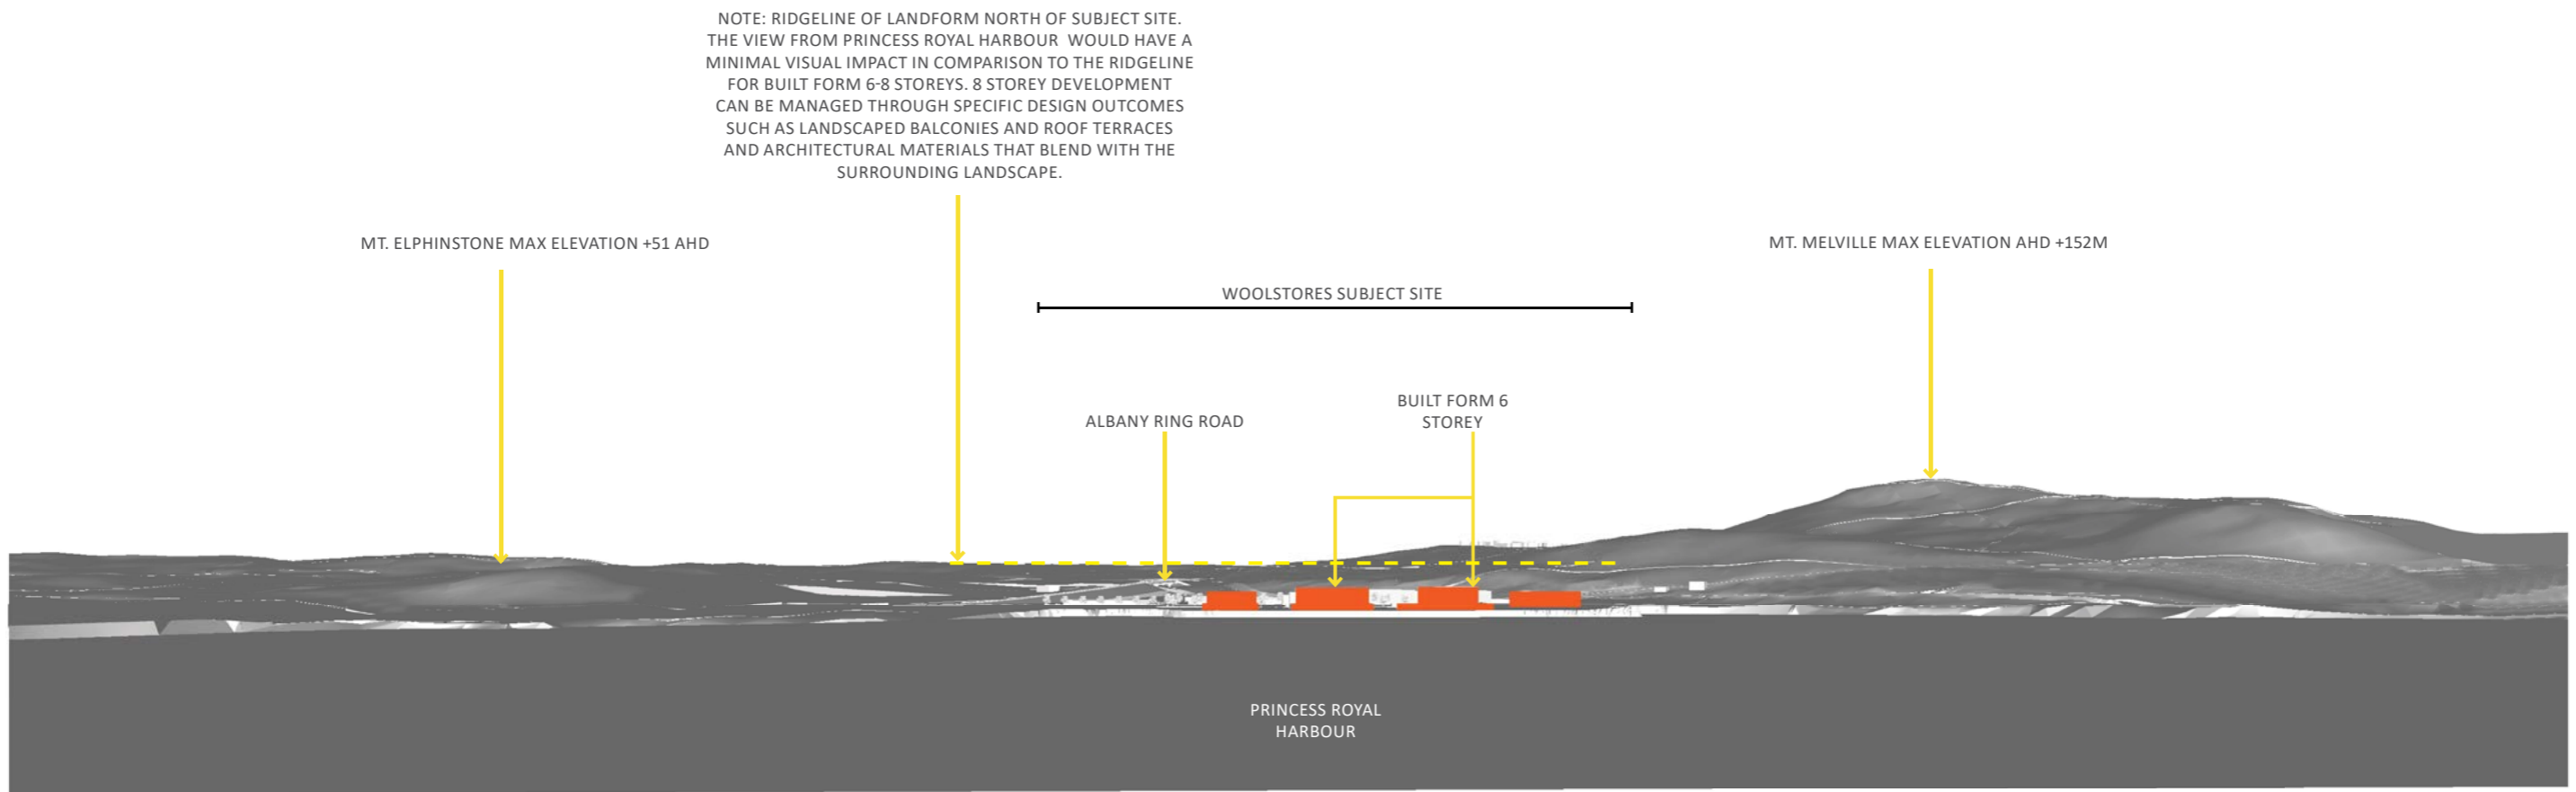 NOTE: RIDGELINE OF LANDFORM NORTH OF SUBJECT SITE.
THE VIEW FROM PRINCESS ROYAL HARBOUR WOULD HAVE A
MINIMAL VISUAL IMPACT IN COMPARISON TO THE RIDGELINE
FOR BUILT FORM 6-8 STOREYS. 8 STOREY DEVELOPMENT
CAN BE MANAGED THROUGH SPECIFIC DESIGN OUTCOMES
SUCH AS LANDSCAPED BALCONIES AND ROOF TERRACES
AND ARCHITECTURAL MATERIALS THAT BLEND WITH THE
SURROUNDING LANDSCAPE.
MT. ELPHINSTONE MAX ELEVATION +51 AHD
MT. MELVILLE MAX ELEVATION AHD +152M
WOOLSTORES SUBJECT SITE
ALBANY RING ROAD
BUILT FORM 6
STOREY
PRINCESS ROYAL
HARBOUR